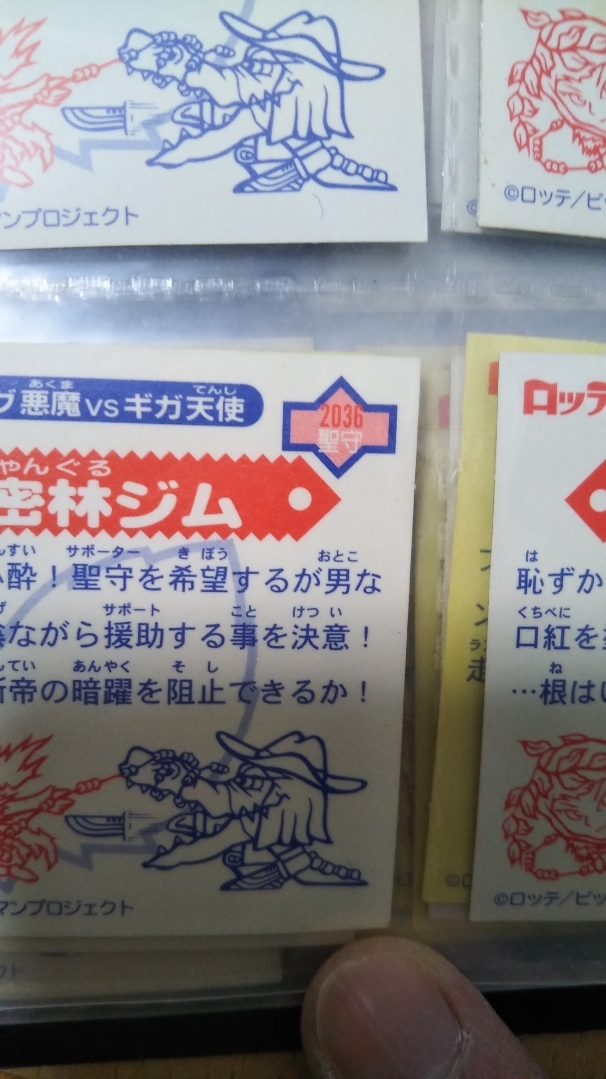 マンプロジェクト
©ロッテ/ビッ
あくま てんし
悪魔VSギガ天使
2036
聖守
ゃんぐる
密林ジム
サポーター きぼう おとこ
酔！聖守を希望するが男な
サポート こと けつい
ながら援助する事を決意！
あんやく そし
帝の暗躍を阻止できるか！
マンプロジェクト
ロッテ
は
恥ずか
くちべに
口紅を
ね
…根はい
©ロッテ/ビッ